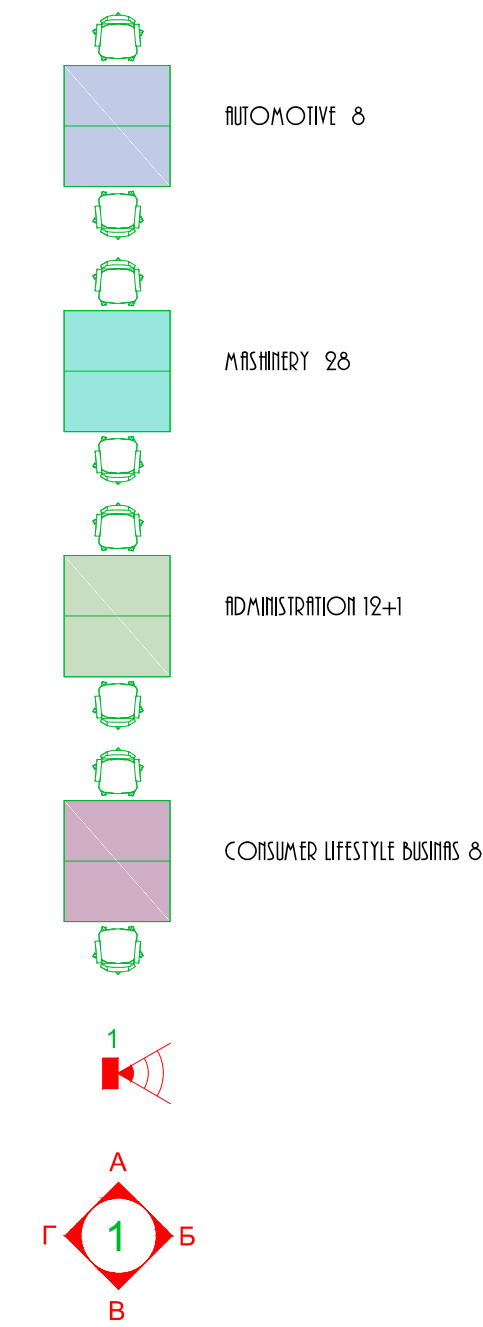 AUTOMOTIVE 8
MASHINERY 28
ADMINISTRATION 12+1
CONSUMER LIFESTYLE BUSINAS 8
1
А
Г 1 Б
В